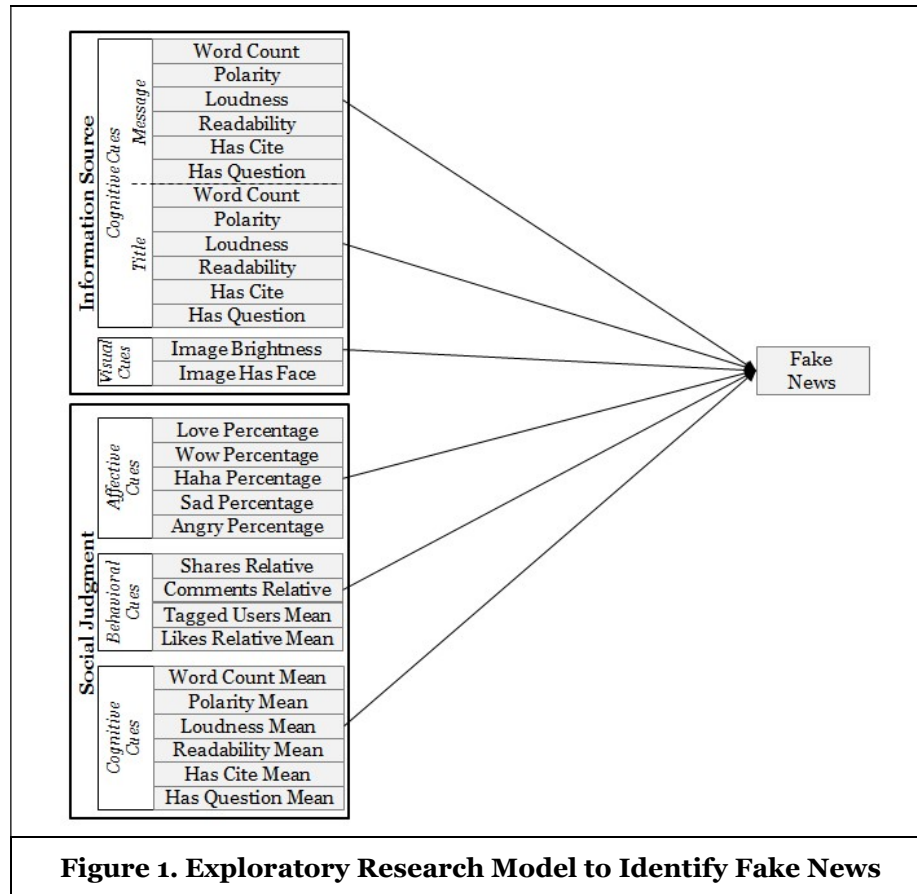 Information Source
Cognitive Cues
Message
Word Count
Polarity
Loudness
Readability
Has Cite
Has Question
Title
Word Count
Polarity
Loudness
Readability
Has Cite
Has Question
Visual
Cues
Image Brightness
Image Has Face
Social Judgment
Affective
Cues
Love Percentage
Wow Percentage
Haha Percentage
Sad Percentage
Angry Percentage
Behavioral
Cues
Shares Relative
Comments Relative
Tagged Users Mean
Likes Relative Mean
Cognitive
Cues
Word Count Mean
Polarity Mean
Loudness Mean
Readability Mean
Has Cite Mean
Has Question Mean
Fake
News
Figure 1. Exploratory Research Model to Identify Fake News